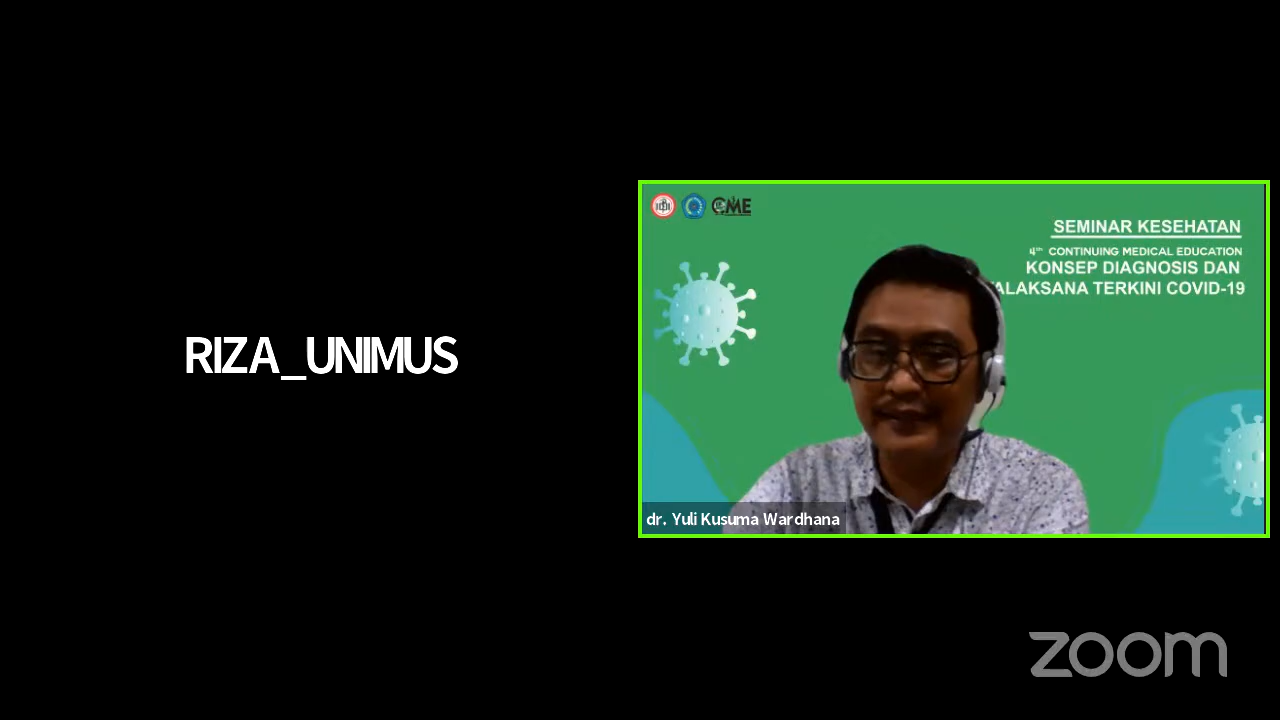 RIZA_UNIMUS
CME
SEMINAR KESEHATAN
4TH CONTINUING MEDICAL EDUCATION
KONSEP DIAGNOSIS DAN
ALAKSANA TERKINI COVID-19
dr. Yuli Kusuma Wardhana
zoom